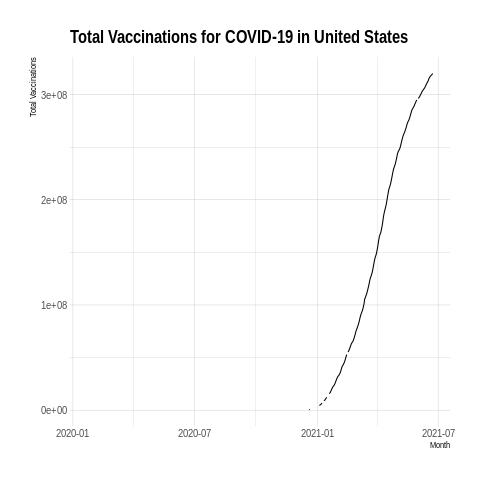 Total Vaccinations for COVID-19 in United States
Total Vaccinations
3e+08
2e+08
1e+08
0e+00
2020-01 2020-07 2021-01 2021-07
Month